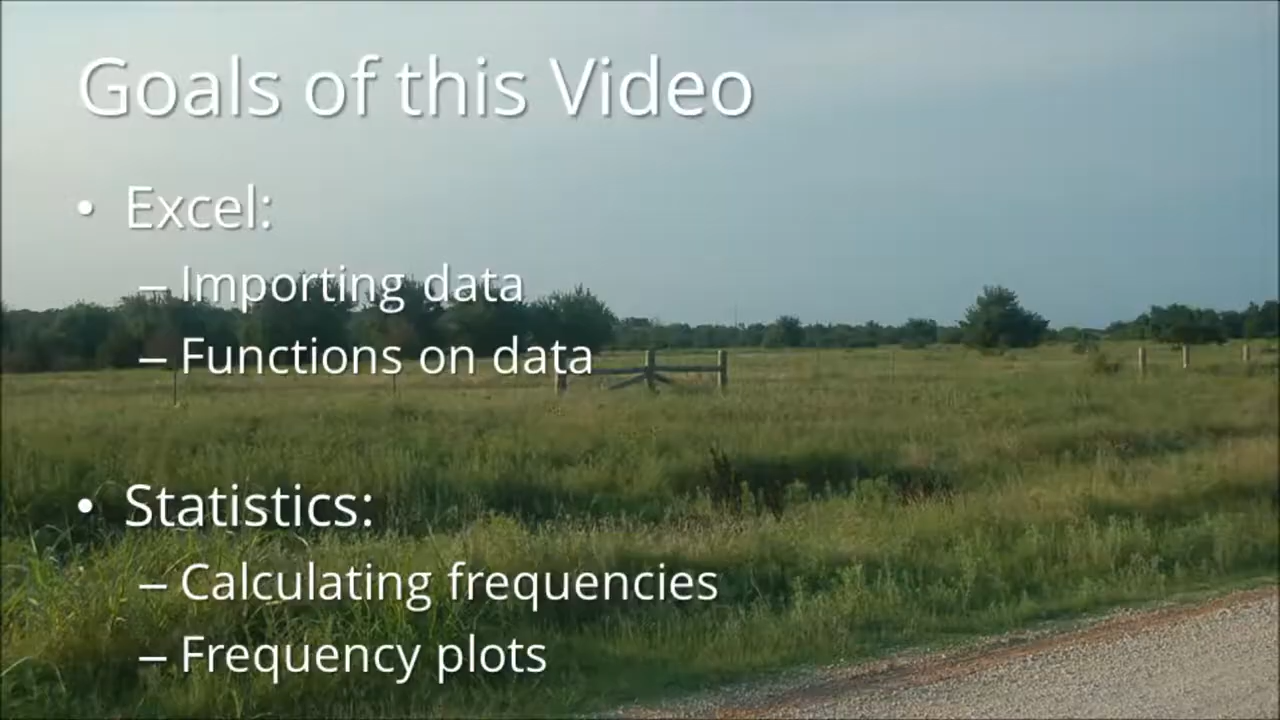 Goals of this Video
• Excel:
– Importing data
– Functions on data
• Statistics:
– Calculating frequencies
– Frequency plots